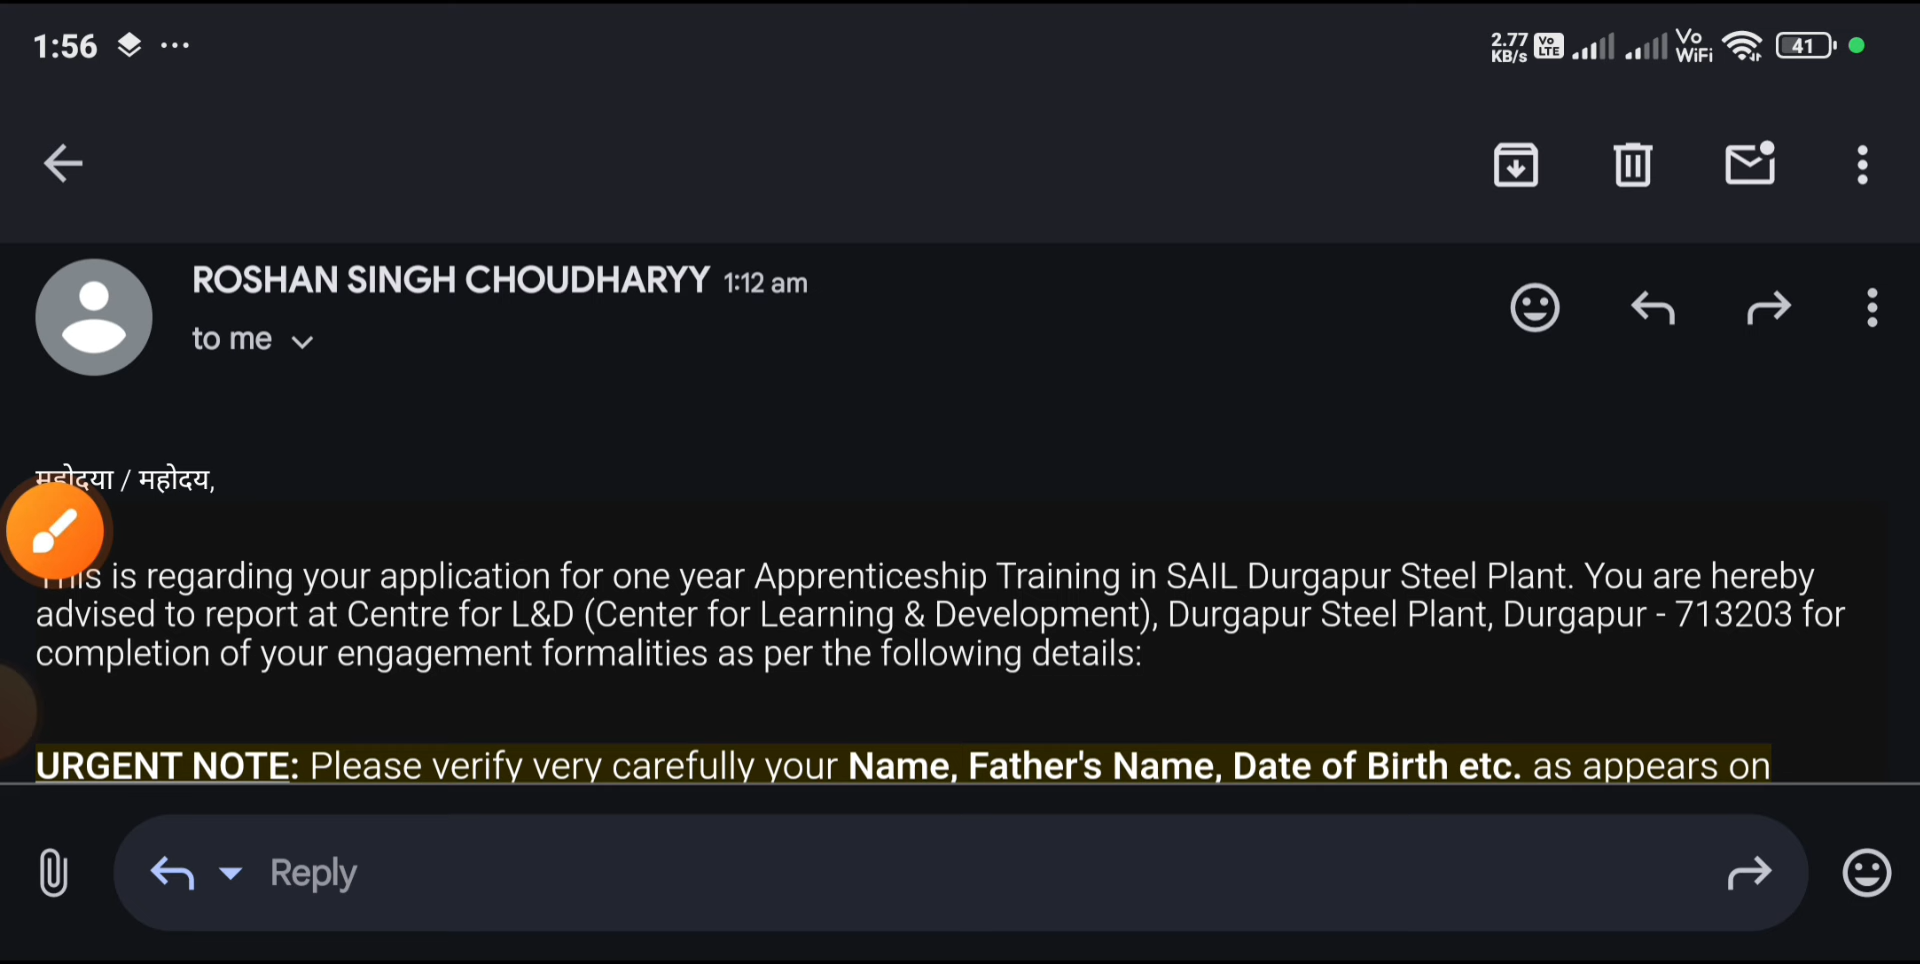 1:56
2.77 KB/s Vo LTE Vo WiFi 41
ROSHAN SINGH CHOUDHARYY 1:12 am
to me
महोदया / महोदय,
This is regarding your application for one year Apprenticeship Training in SAIL Durgapur Steel Plant. You are hereby
advised to report at Centre for L&D (Center for Learning & Development), Durgapur Steel Plant, Durgapur - 713203 for
completion of your engagement formalities as per the following details:
URGENT NOTE: Please verify very carefully your Name, Father's Name, Date of Birth etc. as appears on
Reply